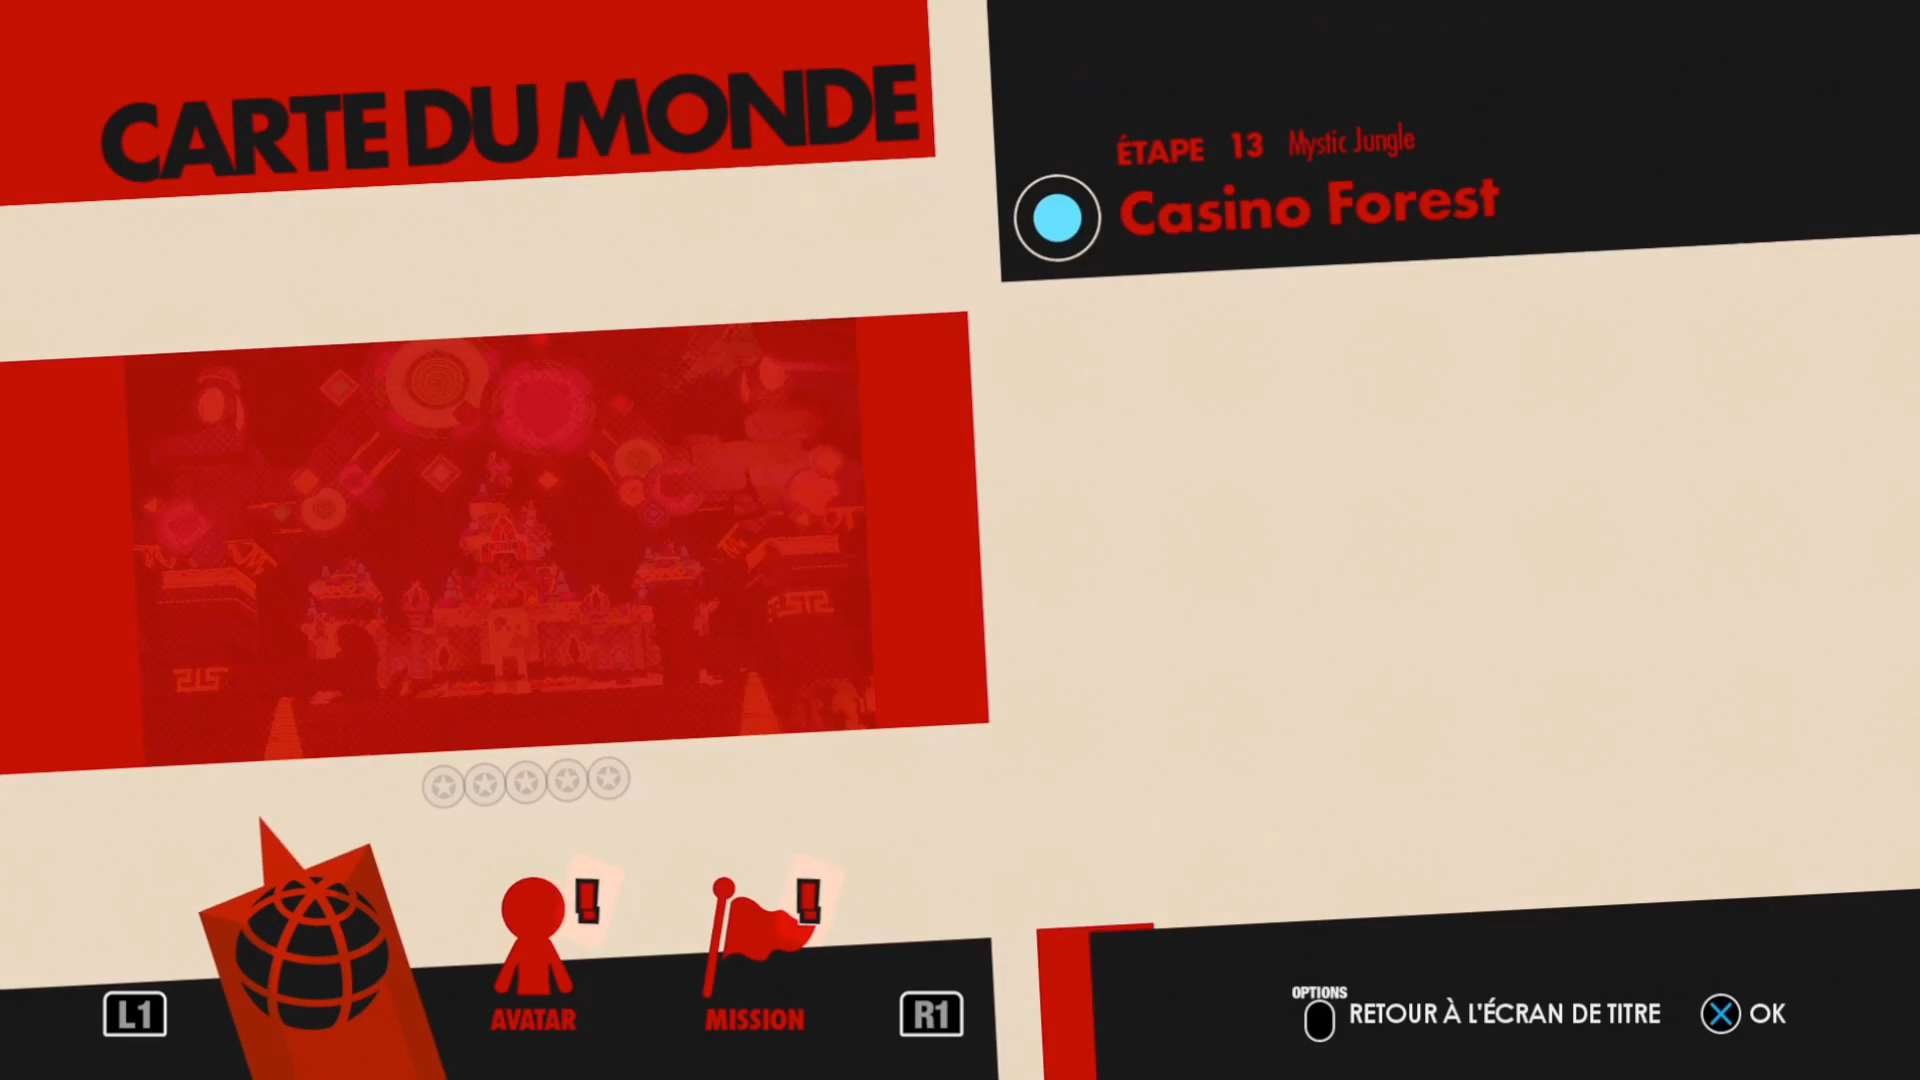 CARTE DU MONDE
ÉTAPE 13 Mystic Jungle
Casino Forest
L1
AVATAR
!
MISSION
!
R1
OPTIONS
RETOUR À L'ÉCRAN DE TITRE
OK